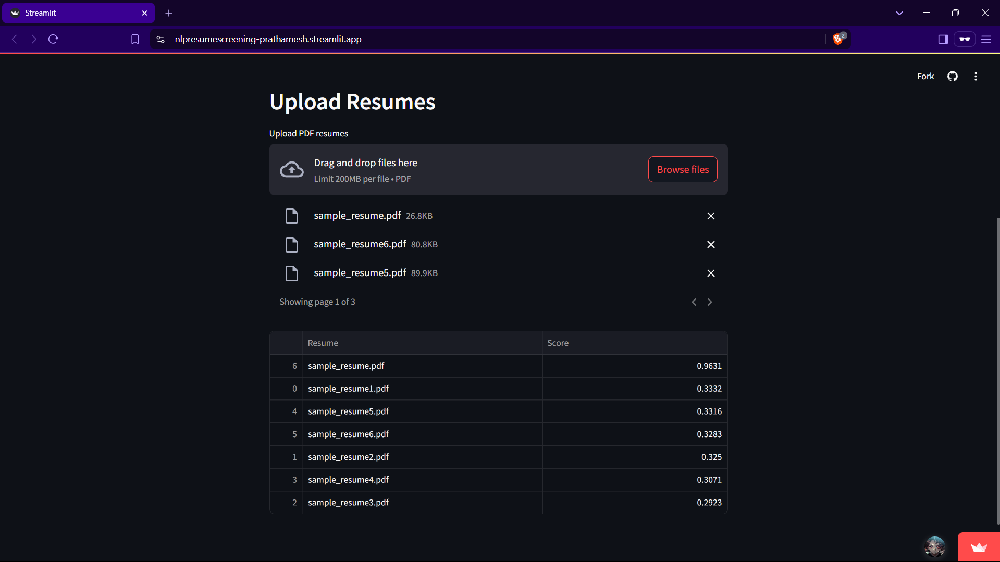 Streamlit
nlpresumescreening-prathamesh.streamlit.app
2
Fork
Upload Resumes
Upload PDF resumes
Drag and drop files here
Limit 200MB per file • PDF
Browse files
sample_resume.pdf 26.8KB
sample_resume6.pdf 80.8KB
sample_resume5.pdf 89.9KB
Showing page 1 of 3
Resume Score
6 sample_resume.pdf 0.9631
0 sample_resume1.pdf 0.3332
4 sample_resume5.pdf 0.3316
5 sample_resume6.pdf 0.3283
1 sample_resume2.pdf 0.325
3 sample_resume4.pdf 0.3071
2 sample_resume3.pdf 0.2923